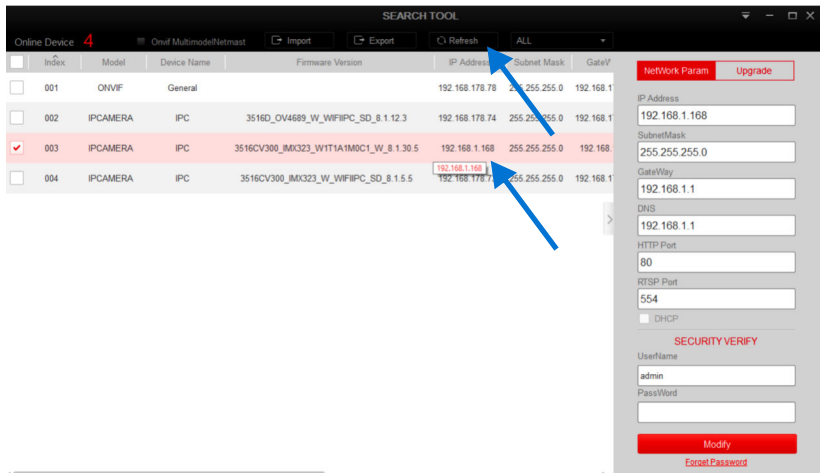 SEARCH TOOL
Online Device 4 Onvif MultimodelNetmast Import Export Refresh ALL
Index Model Device Name Firmware Version IP Address Subnet Mask GateW
001 ONVIF General 192.168.178.78 255.255.255.0 192.168.1
002 IPCAMERA IPC 3516D_OV4689_W_WIFIIPC_SD_8.1.12.3 192.168.178.74 255.255.255.0 192.168.1
003 IPCAMERA IPC 3516CV300_IMX323_W1T1A1M0C1_W_8.1.30.5 192.168.1.168 255.255.255.0 192.168.
192.168.1.168
004 IPCAMERA IPC 3516CV300_IMX323_W_WIFIIPC_SD_8.1.5.5 255.255.255.0 192.168.1
NetWork Param Upgrade
IP Address
192.168.1.168
SubnetMask
255.255.255.0
GateWay
192.168.1.1
DNS
192.168.1.1
HTTP Port
80
RTSP Port
554
DHCP
SECURITY VERIFY
UserName
admin
PassWord
Modify
Forget Password